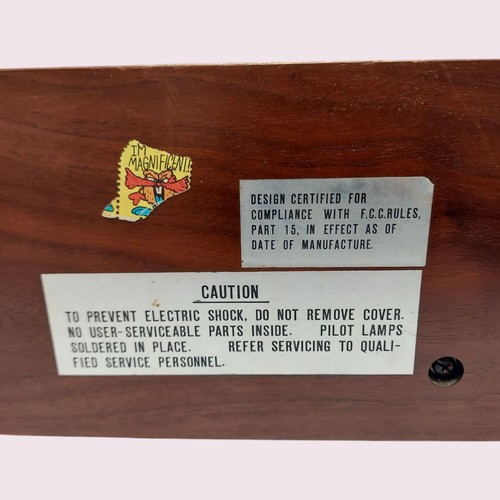 I'M
MAGNIFICENT!
DESIGN CERTIFIED FOR
COMPLIANCE WITH F.C.C.RULES,
PART 15, IN EFFECT AS OF
DATE OF MANUFACTURE.
CAUTION
TO PREVENT ELECTRIC SHOCK, DO NOT REMOVE COVER.
NO USER-SERVICEABLE PARTS INSIDE. PILOT LAMPS
SOLDERED IN PLACE. REFER SERVICING TO QUALI-
FIED SERVICE PERSONNEL.